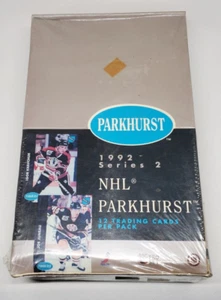 PARKHURST
1992
Series 2
NHL®
PARKHURST
12 TRADING CARDS
PER PACK